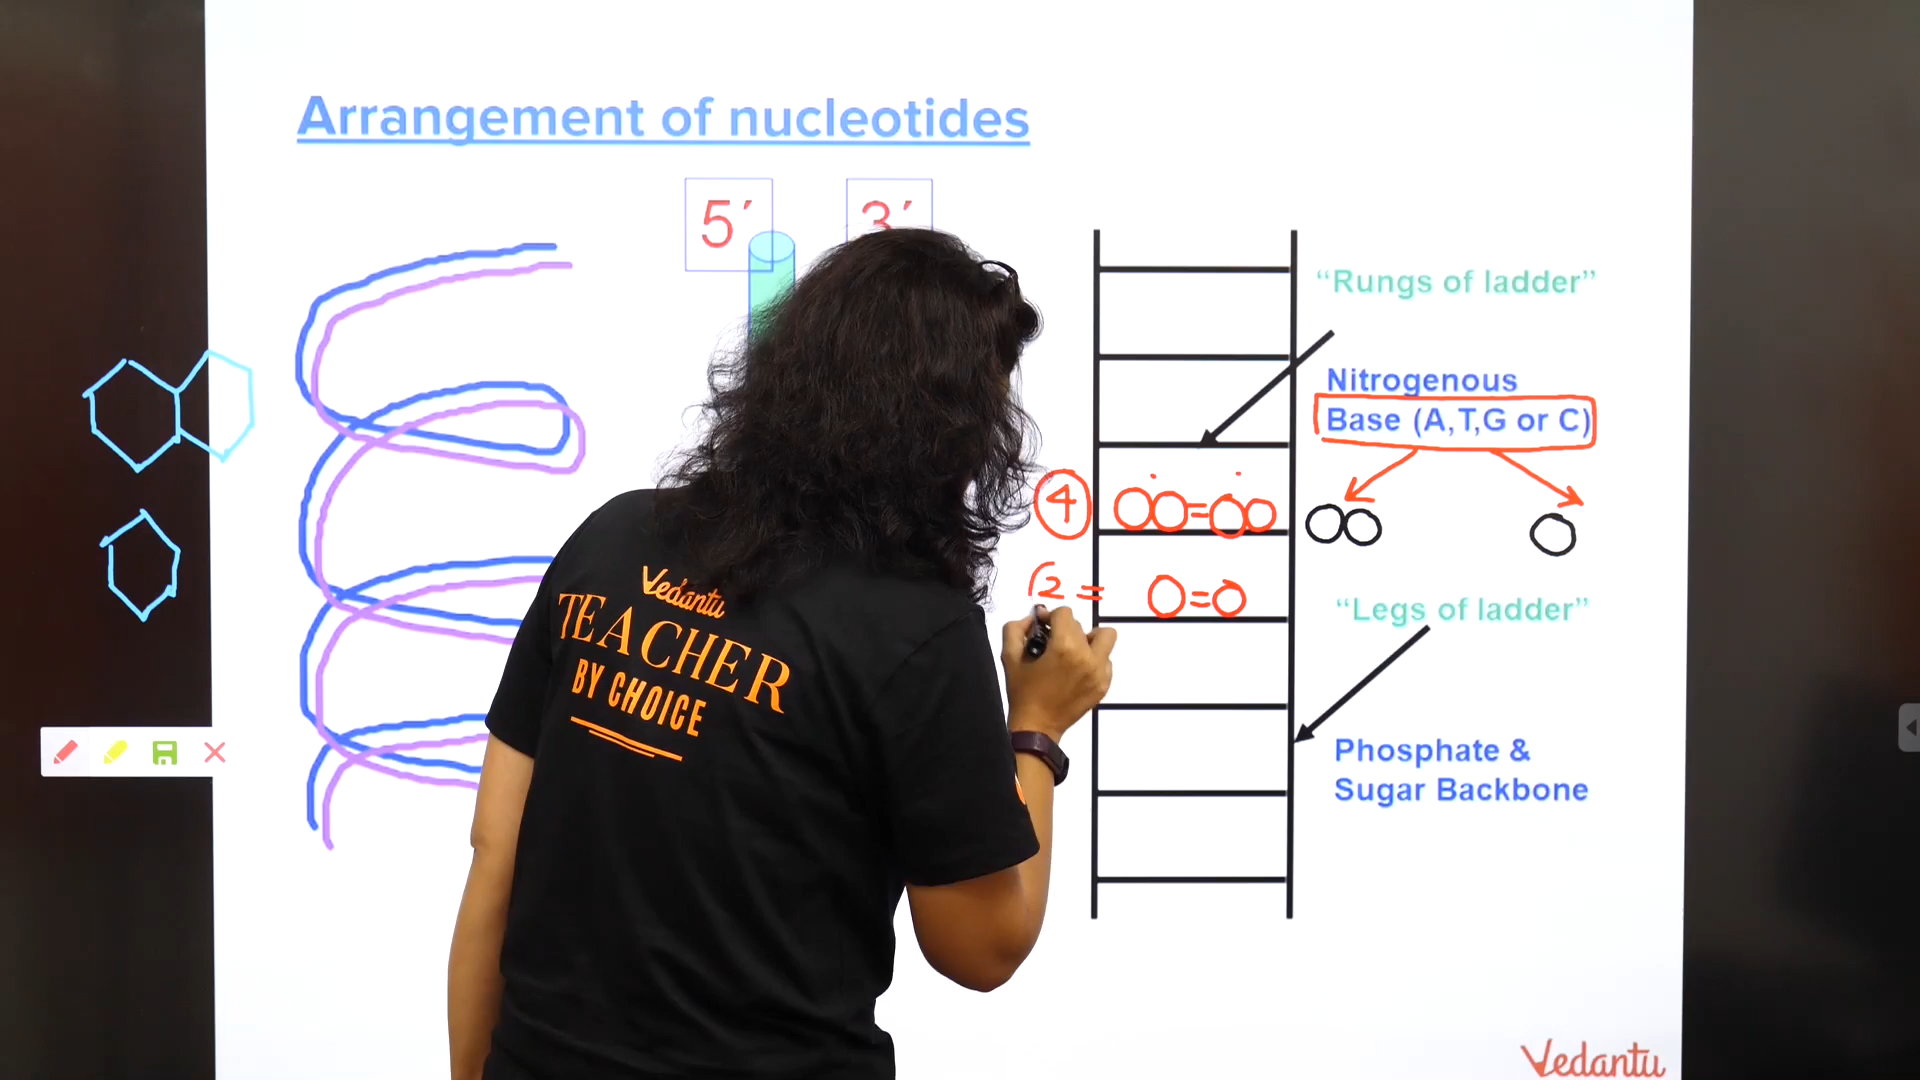 Arrangement of nucleotides
5′ 3′
“Rungs of ladder”
Nitrogenous
Base (A,T,G or C)
4 =
2 = =
“Legs of ladder”
Phosphate &
Sugar Backbone
Vedantu
TEACHER
BY CHOICE
Vedantu